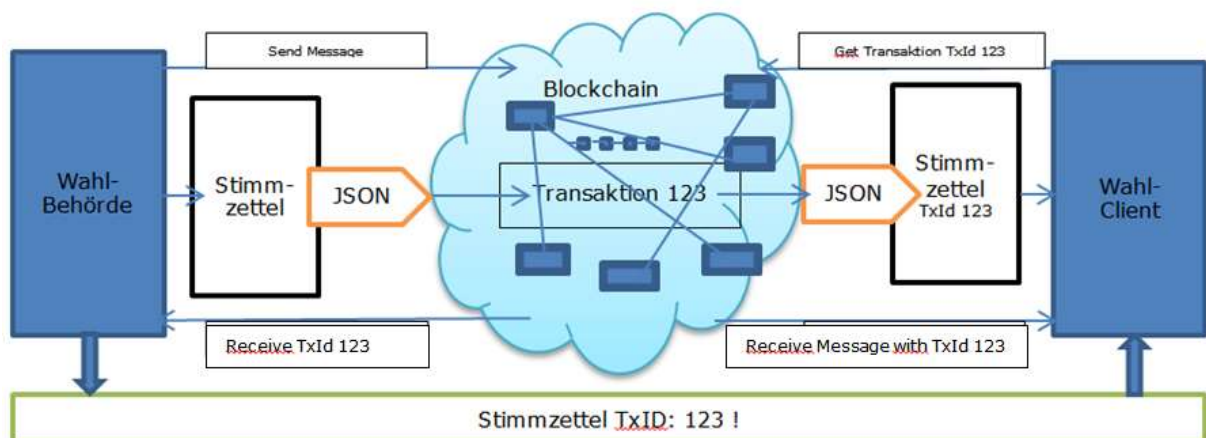 Send Message
Get Transaktion TxId 123
Blockchain
Wahl-
Behörde
Stimm-
zettel
JSON
Transaktion 123
JSON
Stimm-
zettel
TxId 123
Wahl-
Client
Receive TxId 123
Receive Message with TxId 123
Stimmzettel TxID: 123 !